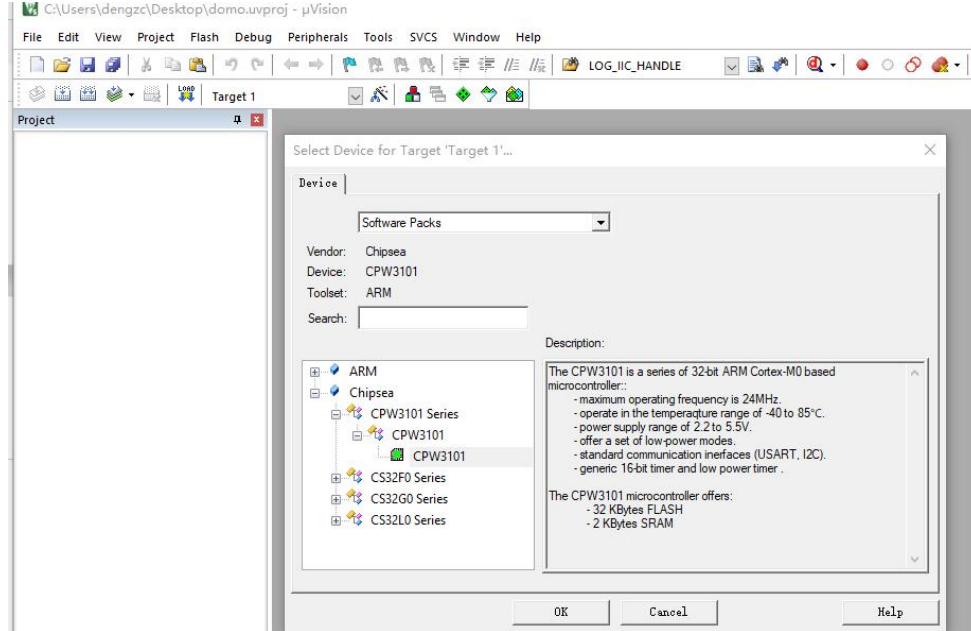 C:\Users\dengzc\Desktop\domo.uvproj - µVision
File Edit View Project Flash Debug Peripherals Tools SVCS Window Help
LOG_IIC_HANDLE
LOAD
Target 1
Project
Select Device for Target 'Target 1'...
Device
Software Packs
Vendor: Chipsea
Device: CPW3101
Toolset: ARM
Search:
Description:
ARM
Chipsea
CPW3101 Series
CPW3101
CPW3101
CS32F0 Series
CS32G0 Series
CS32L0 Series
The CPW3101 is a series of 32-bit ARM Cortex-M0 based
microcontroller::
- maximum operating frequency is 24MHz.
- operate in the temperaqture range of -40 to 85°C.
- power supply range of 2.2 to 5.5V.
- offer a set of low-power modes.
- standard communication inerfaces (USART, I2C).
- generic 16-bit timer and low power timer .
The CPW3101 microcontroller offers:
- 32 KBytes FLASH
- 2 KBytes SRAM
OK Cancel Help